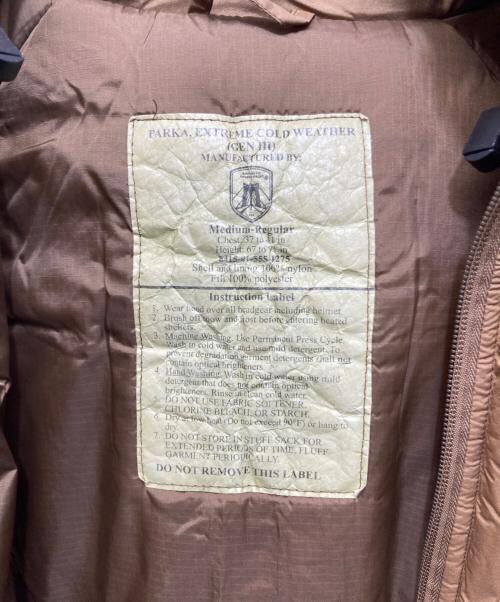 PARKA, EXTREME COLD WEATHER
(GEN III)
MANUFACTURED BY:
Medium-Regular
Chest: 37 to 41 in
Height: 67 to 71 in
Shell and lining 100% nylon
Fill 100% polyester
Instruction Label
1. Wear hood over all headgear including helmet.
2. Brush off snow and frost before entering heated
shelters.
3. Machine Washing. Use Permanent Press Cycle.
Wash in cold water and use mild detergent. To
prevent degradation garment detergents shall not
contain optical brighteners.
4. Hand Washing. Wash in cold water using mild
detergent that does not contain optical
brighteners. Rinse in clean cold water.
5. DO NOT USE FABRIC SOFTENER,
CHLORINE BLEACH, OR STARCH.
6. Dry at low heat (Do not exceed 90°F) or hang to
dry.
7. DO NOT STORE IN STUFF SACK FOR
EXTENDED PERIODS OF TIME, FLUFF
GARMENT PERIODICALLY.
DO NOT REMOVE THIS LABEL